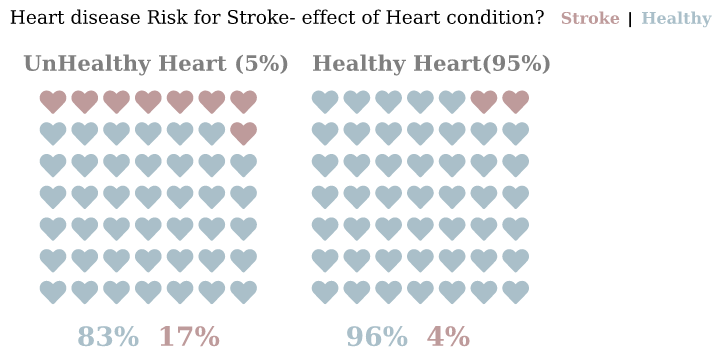 Heart disease Risk for Stroke- effect of Heart condition? Stroke | Healthy
UnHealthy Heart (5%) Healthy Heart(95%)
83% 17% 96% 4%